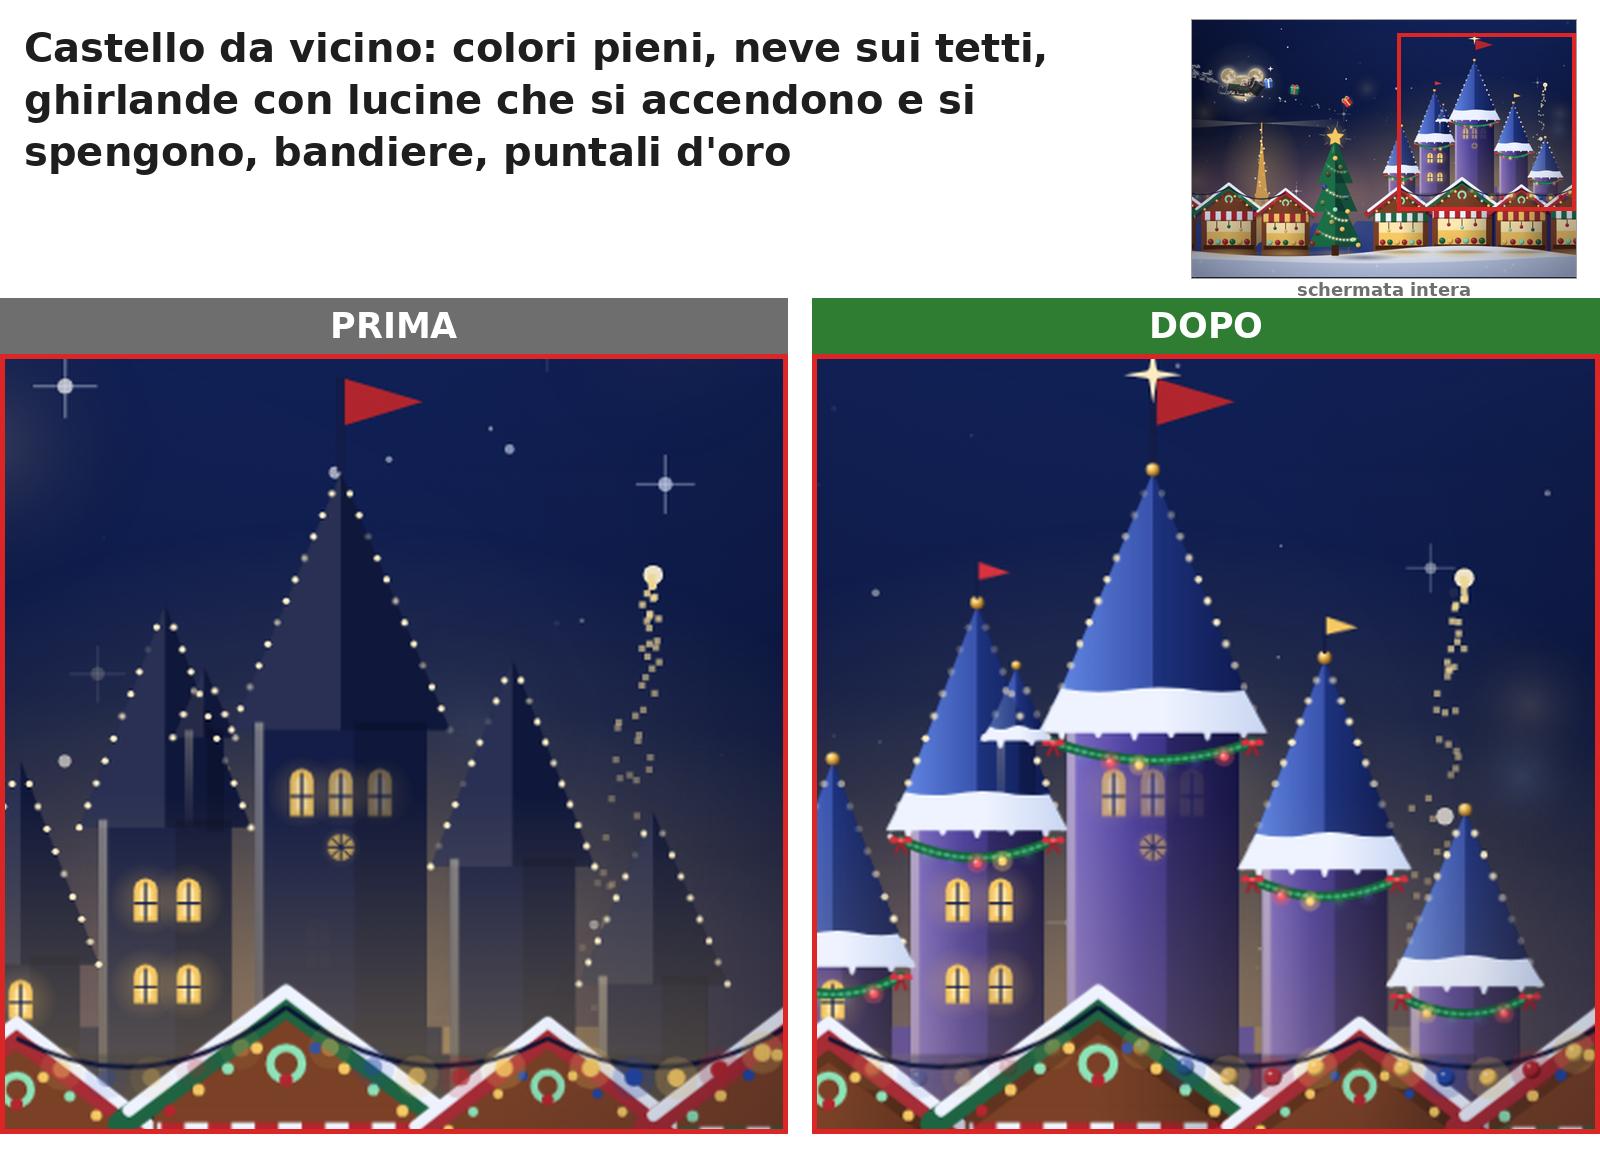 Castello da vicino: colori pieni, neve sui tetti,
ghirlande con lucine che si accendono e si
spengono, bandiere, puntali d'oro
schermata intera
PRIMA
DOPO